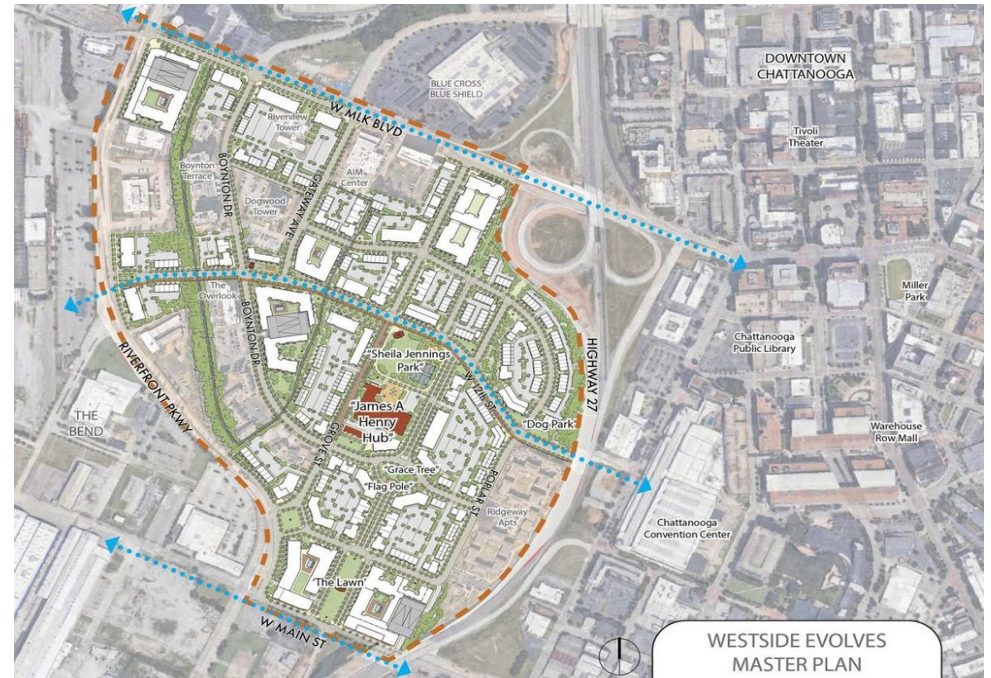 DOWNTOWN
CHATTANOOGA
BLUE CROSS
BLUE SHIELD
W MLK BLVD
Riverview
Tower
Tivoli
Theater
Boynton
Terrace
BOYNTON DR
AIM
Center
GATEWAY AVE
Dogwood
Tower
The
Overlook
BOYNTON DR
Miller
Park
Chattanooga
Public Library
HIGHWAY 27
RIVERFRONT PKWY
"Sheila Jennings
Park"
W 12th ST
"James A
Henry
Hub"
THE
BEND
GROVE ST
"Dog Park"
Warehouse
Row Mall
"Grace Tree"
"Flag Pole"
POPLAR ST
Ridgeway
Apts
Chattanooga
Convention Center
"The Lawn"
W MAIN ST
WESTSIDE EVOLVES
MASTER PLAN